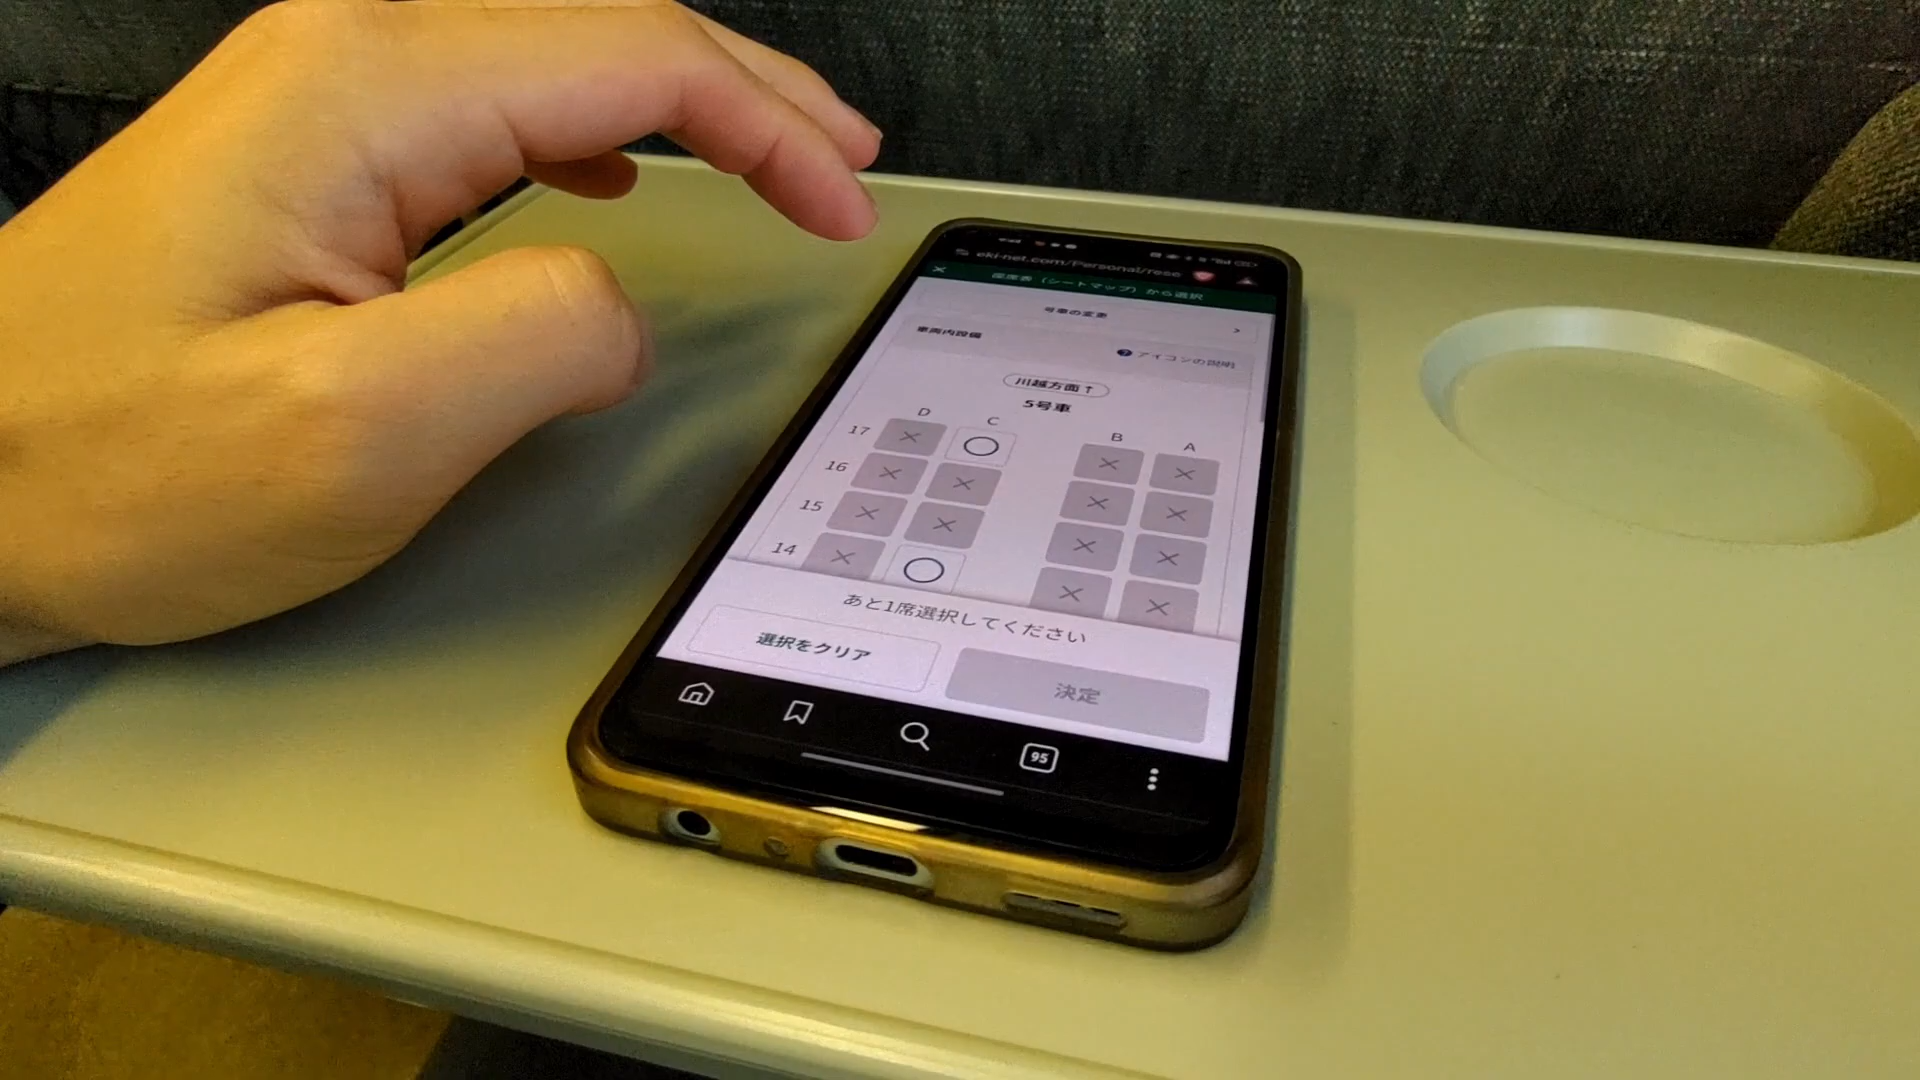 eki-net.com/Personal/rese
座席表（シートマップ）から選択
号車の変更
車両内設備
アイコンの説明
川越方面↑
5号車
D C B A
17
16
15
14
あと1席選択してください
選択をクリア
決定
95